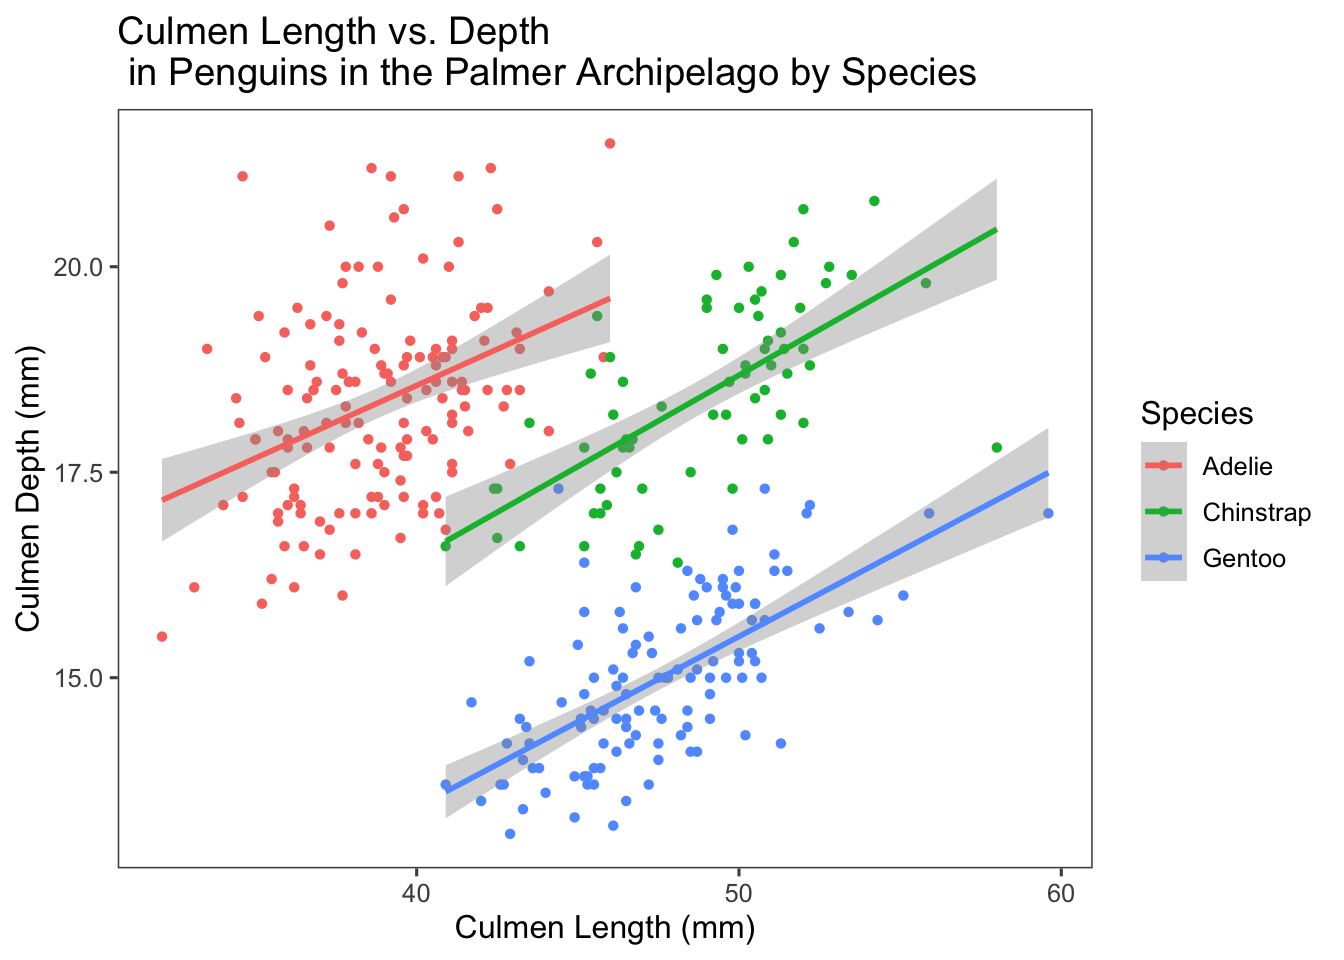 Culmen Length vs. Depth
in Penguins in the Palmer Archipelago by Species
Culmen Depth (mm)
20.0
17.5
15.0
40
50
60
Culmen Length (mm)
Species
Adelie
Chinstrap
Gentoo